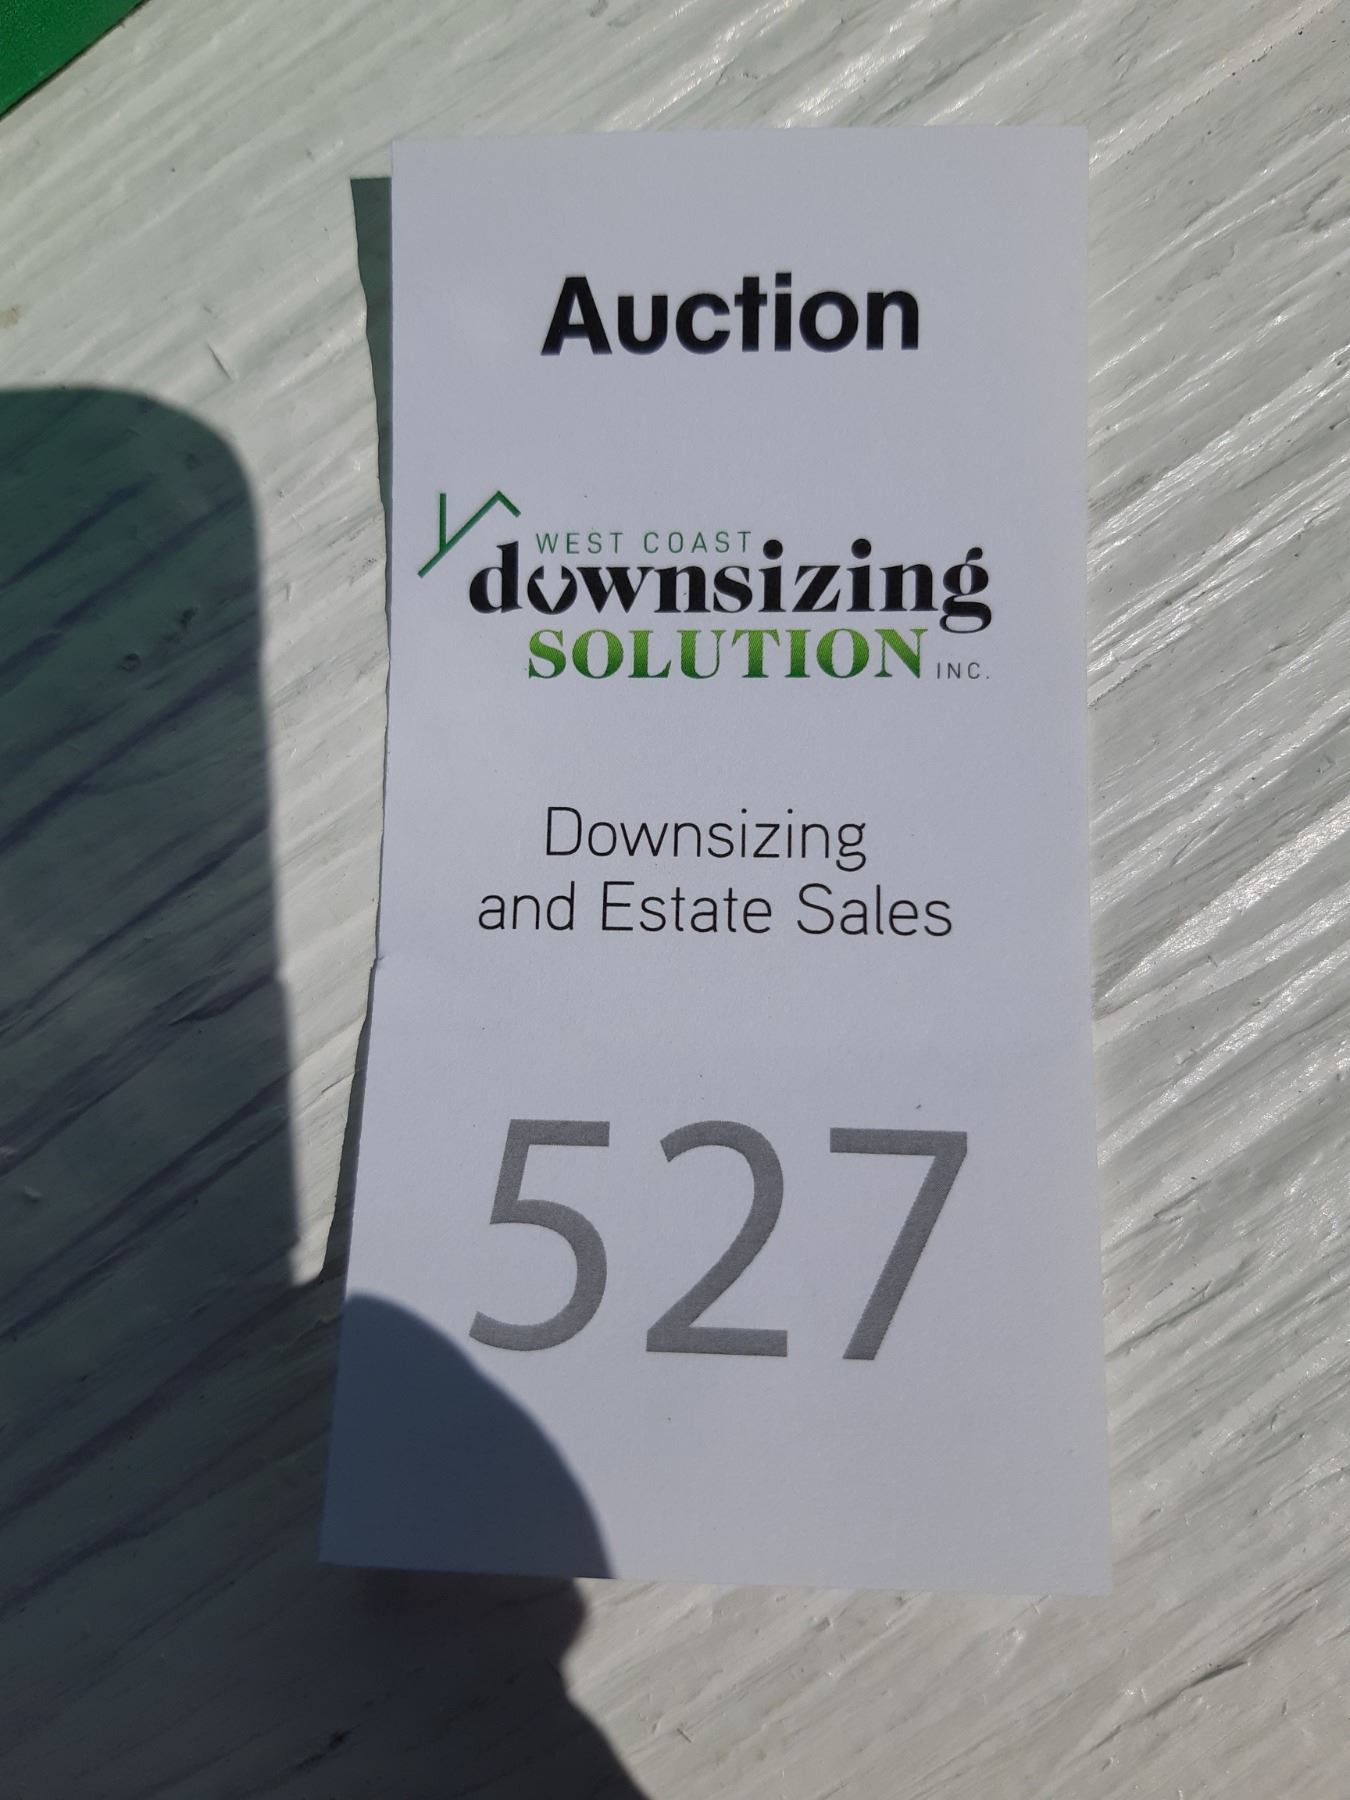 Auction
WEST COAST
downsizing
SOLUTION INC.
Downsizing
and Estate Sales
527